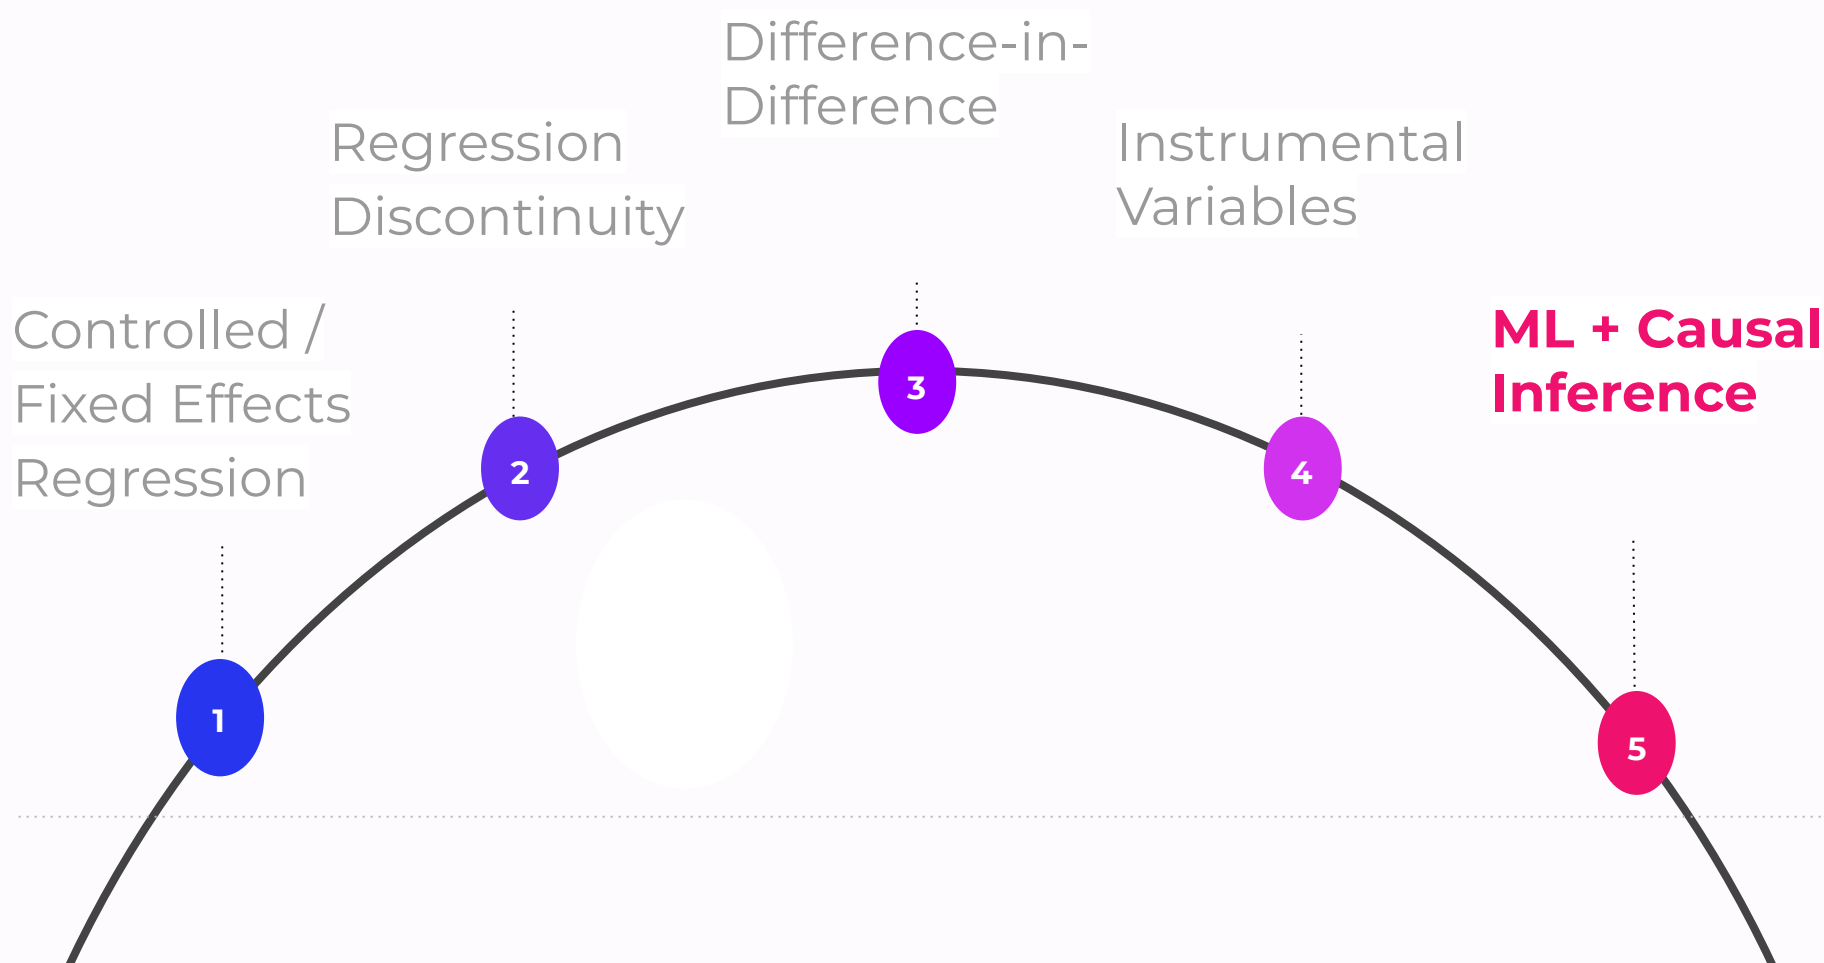 Controlled /
Fixed Effects
Regression
1
Regression
Discontinuity
2
Difference-in-
Difference
3
Instrumental
Variables
4
ML + Causal
Inference
5